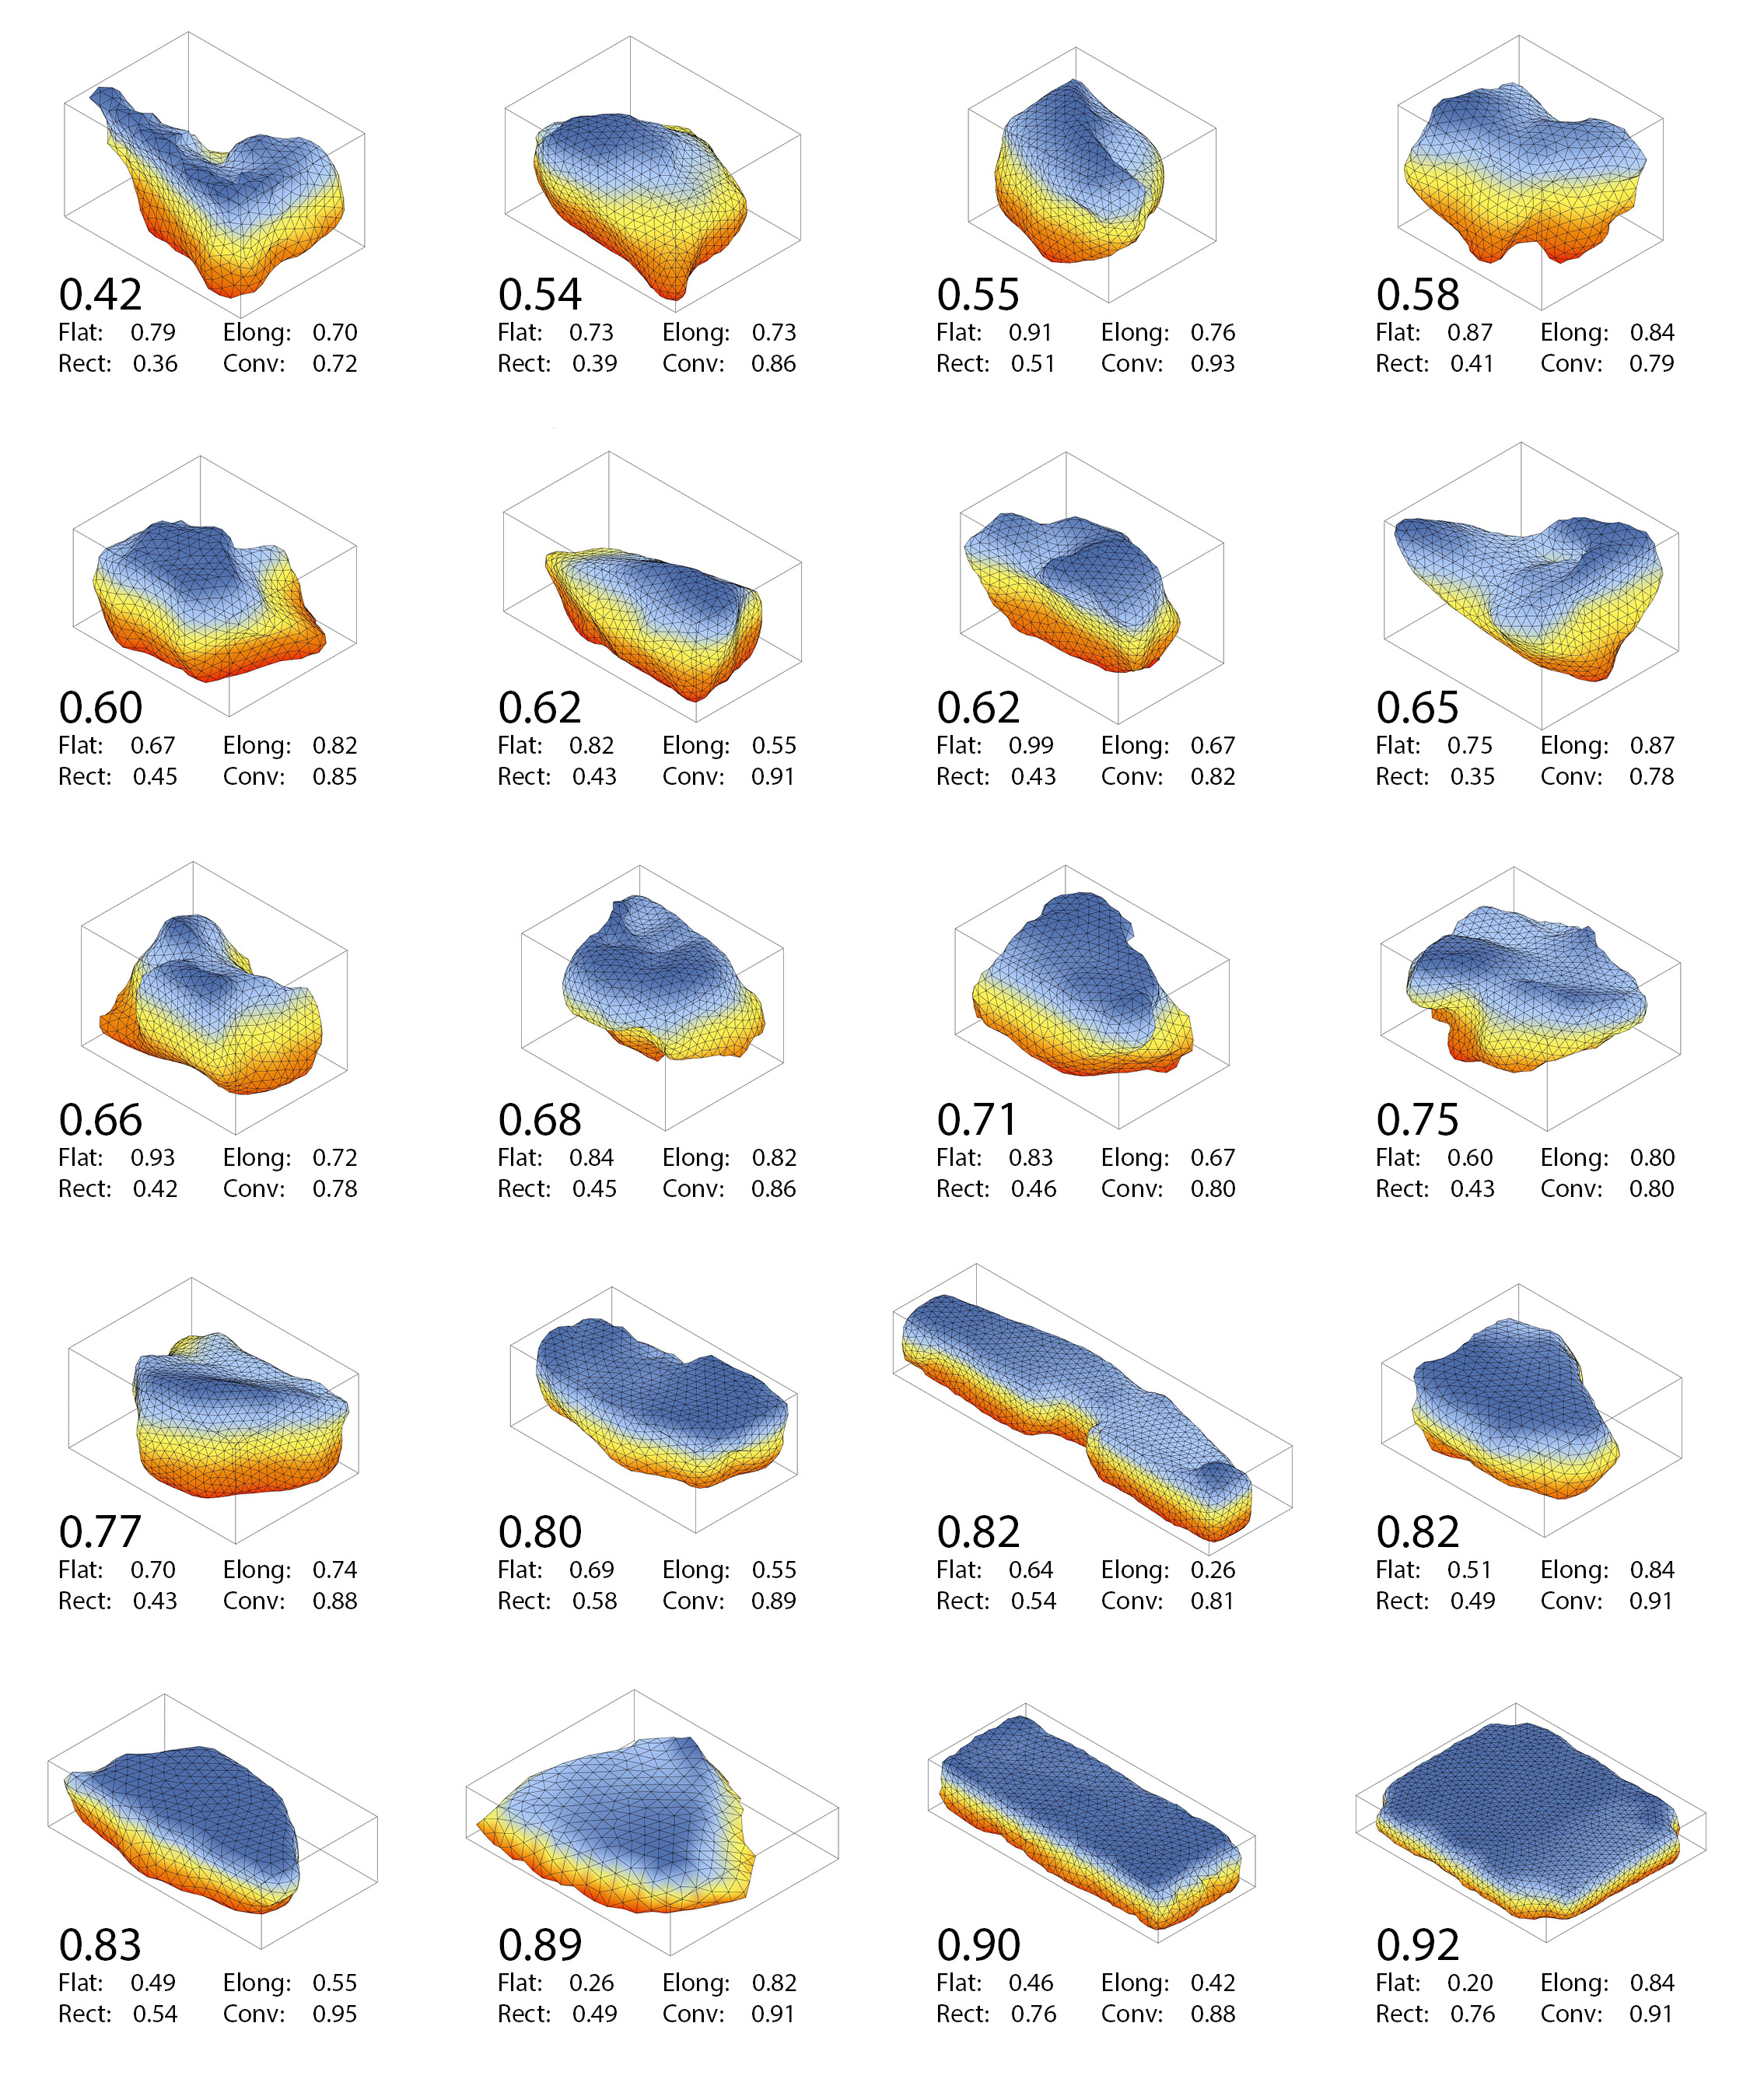 0.42 0.54 0.55 0.58
Flat: 0.79 Elong: 0.70 Flat: 0.73 Elong: 0.73 Flat: 0.91 Elong: 0.76 Flat: 0.87 Elong: 0.84
Rect: 0.36 Conv: 0.72 Rect: 0.39 Conv: 0.86 Rect: 0.51 Conv: 0.93 Rect: 0.41 Conv: 0.79
0.60 0.62 0.62 0.65
Flat: 0.67 Elong: 0.82 Flat: 0.82 Elong: 0.55 Flat: 0.99 Elong: 0.67 Flat: 0.75 Elong: 0.87
Rect: 0.45 Conv: 0.85 Rect: 0.43 Conv: 0.91 Rect: 0.43 Conv: 0.82 Rect: 0.35 Conv: 0.78
0.66 0.68 0.71 0.75
Flat: 0.93 Elong: 0.72 Flat: 0.84 Elong: 0.82 Flat: 0.83 Elong: 0.67 Flat: 0.60 Elong: 0.80
Rect: 0.42 Conv: 0.78 Rect: 0.45 Conv: 0.86 Rect: 0.46 Conv: 0.80 Rect: 0.43 Conv: 0.80
0.77 0.80 0.82 0.82
Flat: 0.70 Elong: 0.74 Flat: 0.69 Elong: 0.55 Flat: 0.64 Elong: 0.26 Flat: 0.51 Elong: 0.84
Rect: 0.43 Conv: 0.88 Rect: 0.58 Conv: 0.89 Rect: 0.54 Conv: 0.81 Rect: 0.49 Conv: 0.91
0.83 0.89 0.90 0.92
Flat: 0.49 Elong: 0.55 Flat: 0.26 Elong: 0.82 Flat: 0.46 Elong: 0.42 Flat: 0.20 Elong: 0.84
Rect: 0.54 Conv: 0.95 Rect: 0.49 Conv: 0.91 Rect: 0.76 Conv: 0.88 Rect: 0.76 Conv: 0.91